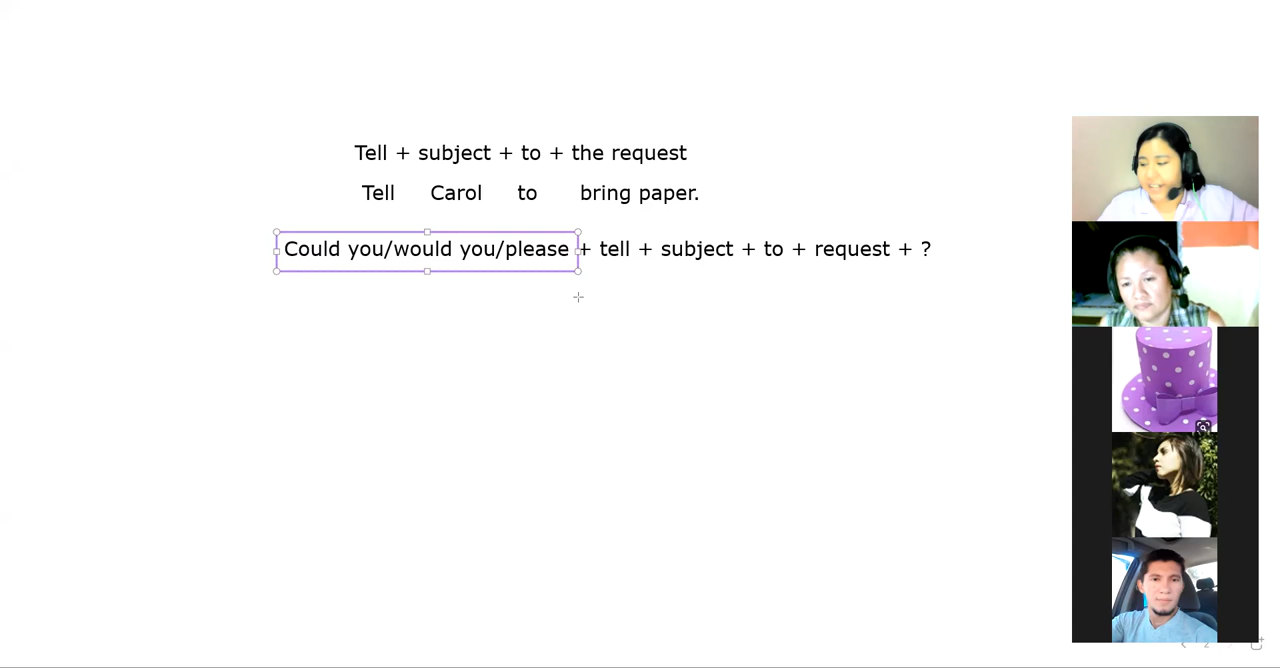 Tell + subject + to + the request
Tell Carol to bring paper.
Could you/would you/please + tell + subject + to + request + ?
2